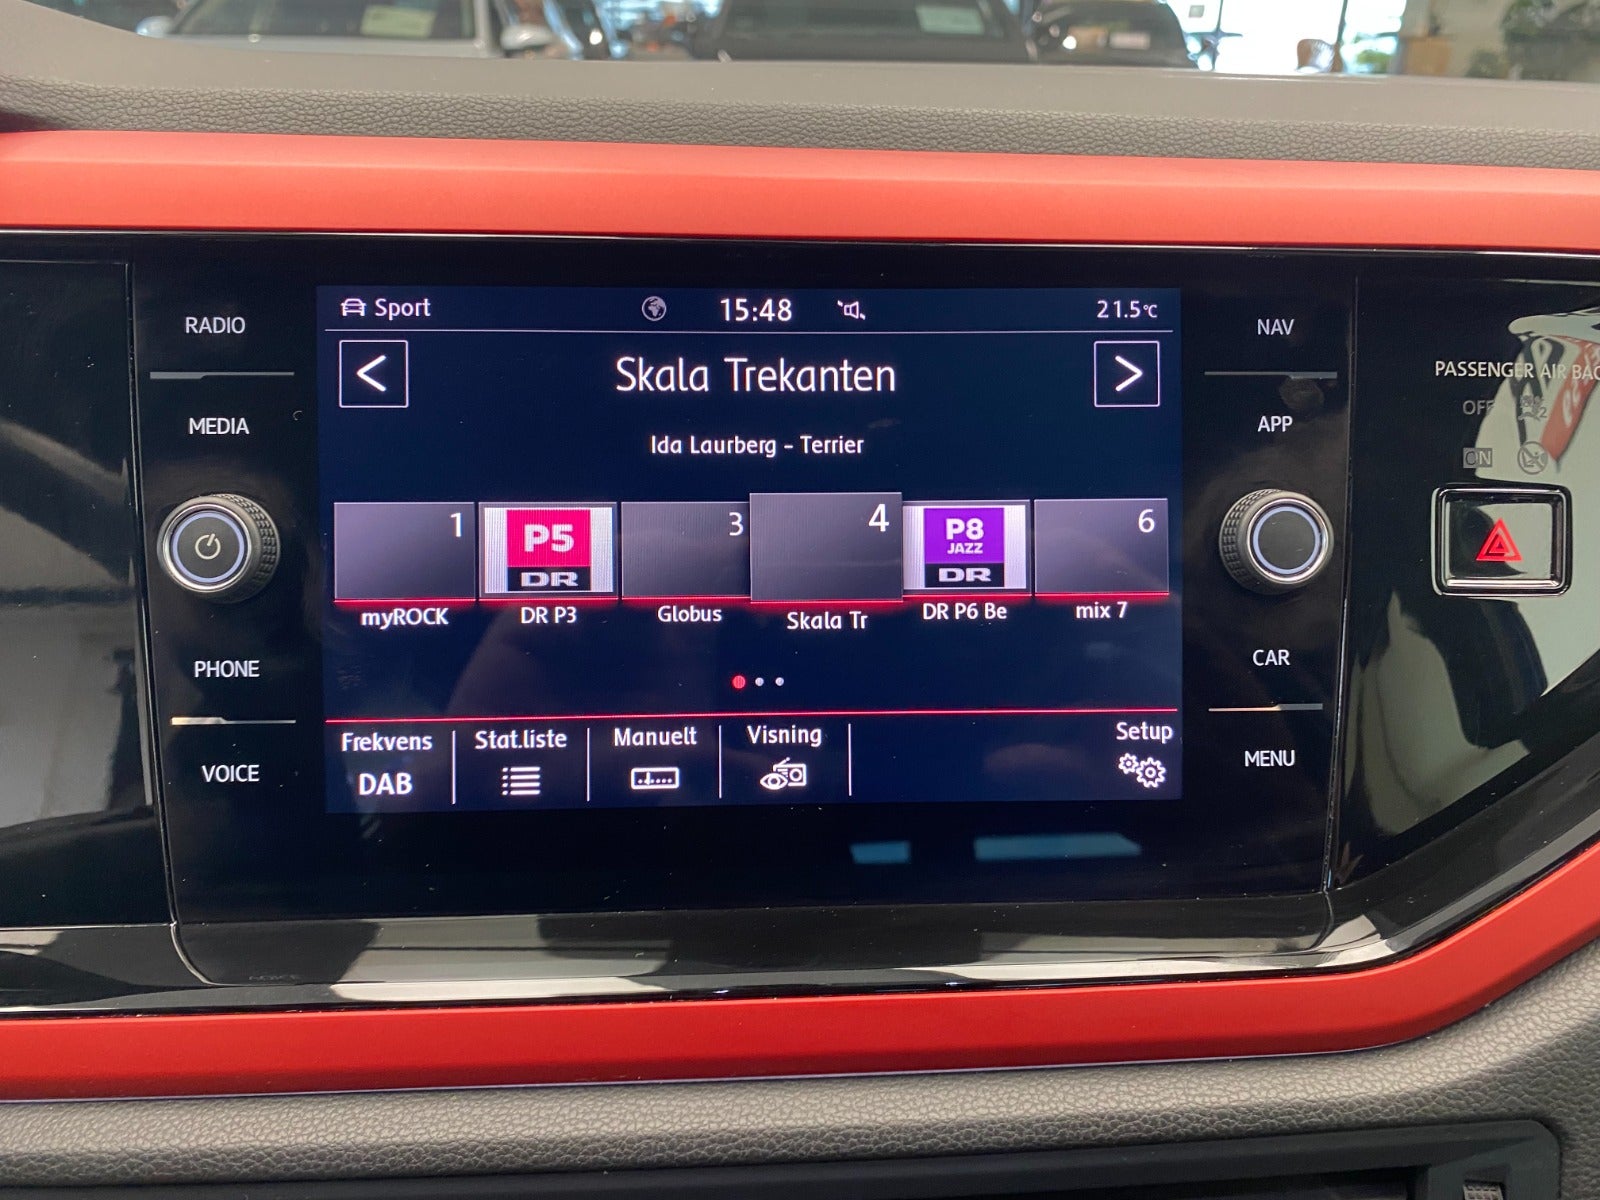 RADIO
MEDIA
PHONE
VOICE
Sport
15:48
21.5°C
<
Skala Trekanten
>
Ida Laurberg - Terrier
1
P5
DR
3
4
P8
JAZZ
DR
6
myROCK
DR P3
Globus
Skala Tr
DR P6 Be
mix 7
Frekvens
DAB
Stat.liste
Manuelt
Visning
Setup
NAV
APP
CAR
MENU
PASSENGER AIR BAG
OFF
ON